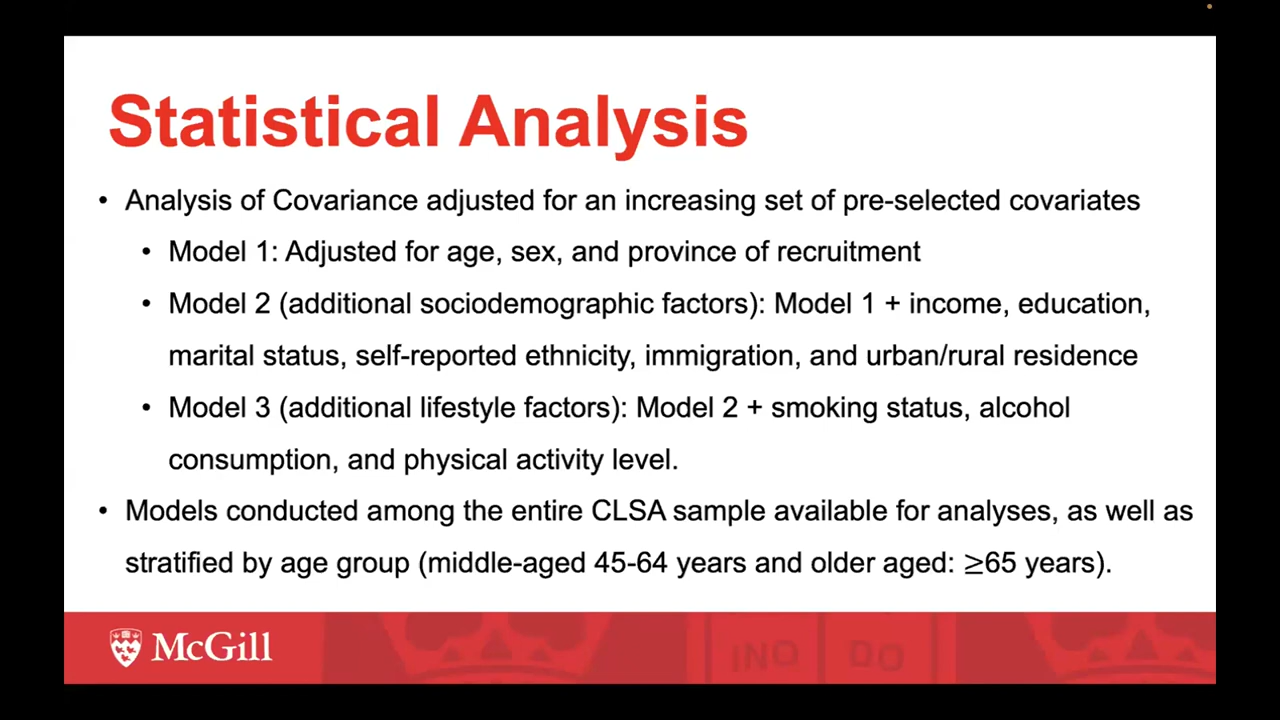 Statistical Analysis
• Analysis of Covariance adjusted for an increasing set of pre-selected covariates
• Model 1: Adjusted for age, sex, and province of recruitment
• Model 2 (additional sociodemographic factors): Model 1 + income, education,
marital status, self-reported ethnicity, immigration, and urban/rural residence
• Model 3 (additional lifestyle factors): Model 2 + smoking status, alcohol
consumption, and physical activity level.
• Models conducted among the entire CLSA sample available for analyses, as well as
stratified by age group (middle-aged 45-64 years and older aged: ≥65 years).
McGill
INO DO